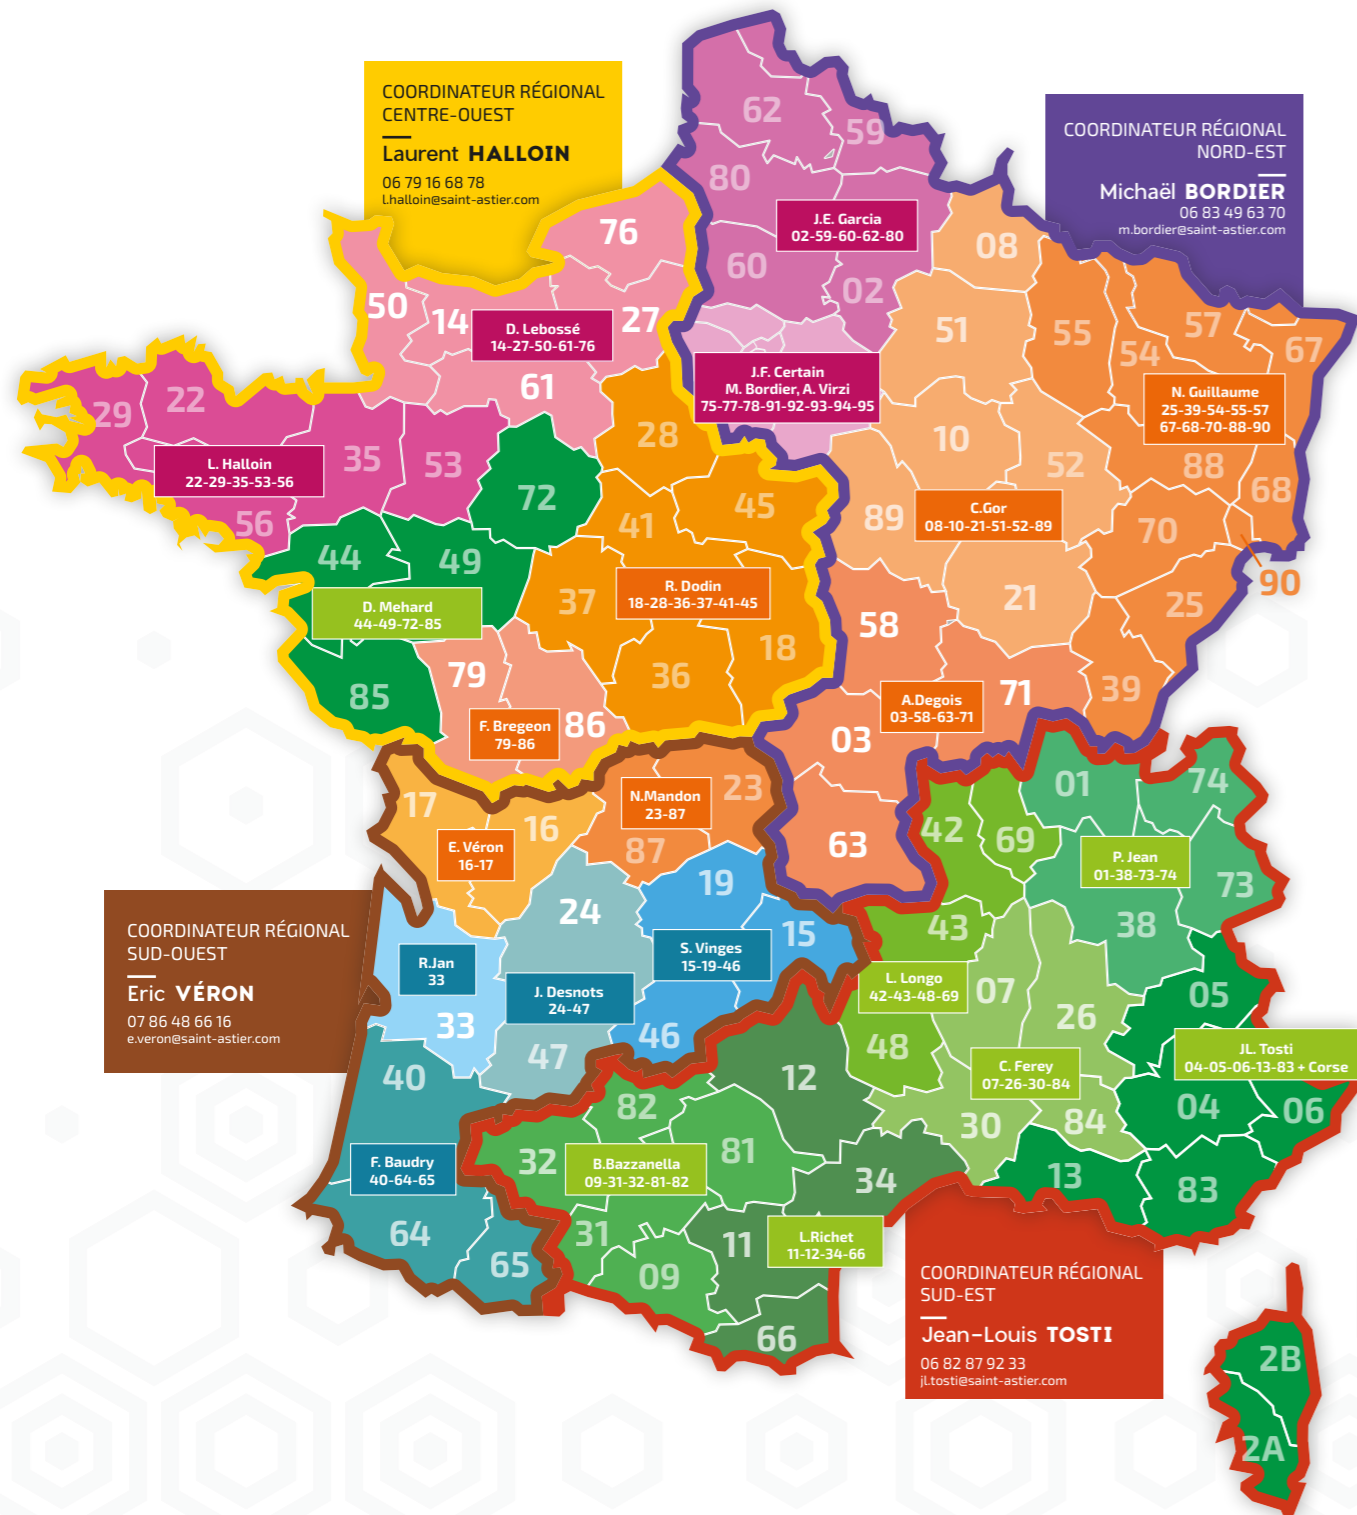 COORDINATEUR RÉGIONAL
CENTRE-OUEST
Laurent HALLOIN
06 79 16 68 78
l.halloin@saint-astier.com
COORDINATEUR RÉGIONAL
NORD-EST
Michaël BORDIER
06 83 49 63 70
m.bordier@saint-astier.com
62
59
80
J.E. Garcia
02-59-60-62-80
60
02
76
50
14
27
D. Lebossé
14-27-50-61-76
61
08
51
55
57
54
67
J.F. Certain
M. Bordier, A. Virzi
75-77-78-91-92-93-94-95
N. Guillaume
25-39-54-55-57
67-68-70-88-90
29
22
35
53
L. Halloin
22-29-35-53-56
56
72
28
45
41
10
52
88
68
89
C.Gor
08-10-21-51-52-89
70
90
44
49
D. Mehard
44-49-72-85
85
37
R. Dodin
18-28-36-37-41-45
18
36
58
21
25
39
71
A.Degois
03-58-63-71
03
63
79
F. Bregeon
79-86
86
17
16
E. Véron
16-17
N.Mandon
23-87
23
87
42
69
01
74
P. Jean
01-38-73-74
73
38
24
19
15
S. Vinges
15-19-46
46
43
L. Longo
42-43-48-69
48
07
26
05
COORDINATEUR RÉGIONAL
SUD-OUEST
Eric VÉRON
07 86 48 66 16
e.veron@saint-astier.com
R.Jan
33
33
J. Desnots
24-47
47
40
12
82
81
C. Ferey
07-26-30-84
30
84
JL. Tosti
04-05-06-13-83 + Corse
04
06
13
83
F. Baudry
40-64-65
64
65
32
B.Bazzanella
09-31-32-81-82
31
09
34
11
L.Richet
11-12-34-66
66
COORDINATEUR RÉGIONAL
SUD-EST
Jean-Louis TOSTI
06 82 87 92 33
jl.tosti@saint-astier.com
2B
2A